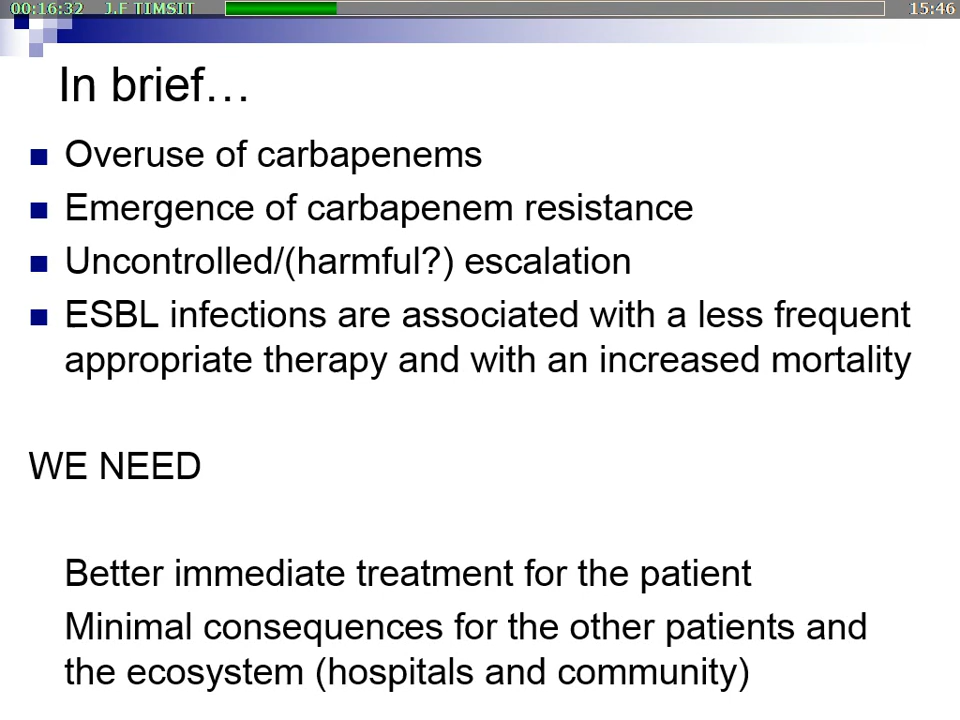 00:16:32 J.F TIMSIT 15:46
In brief…
Overuse of carbapenems
Emergence of carbapenem resistance
Uncontrolled/(harmful?) escalation
ESBL infections are associated with a less frequent
appropriate therapy and with an increased mortality
WE NEED
Better immediate treatment for the patient
Minimal consequences for the other patients and
the ecosystem (hospitals and community)